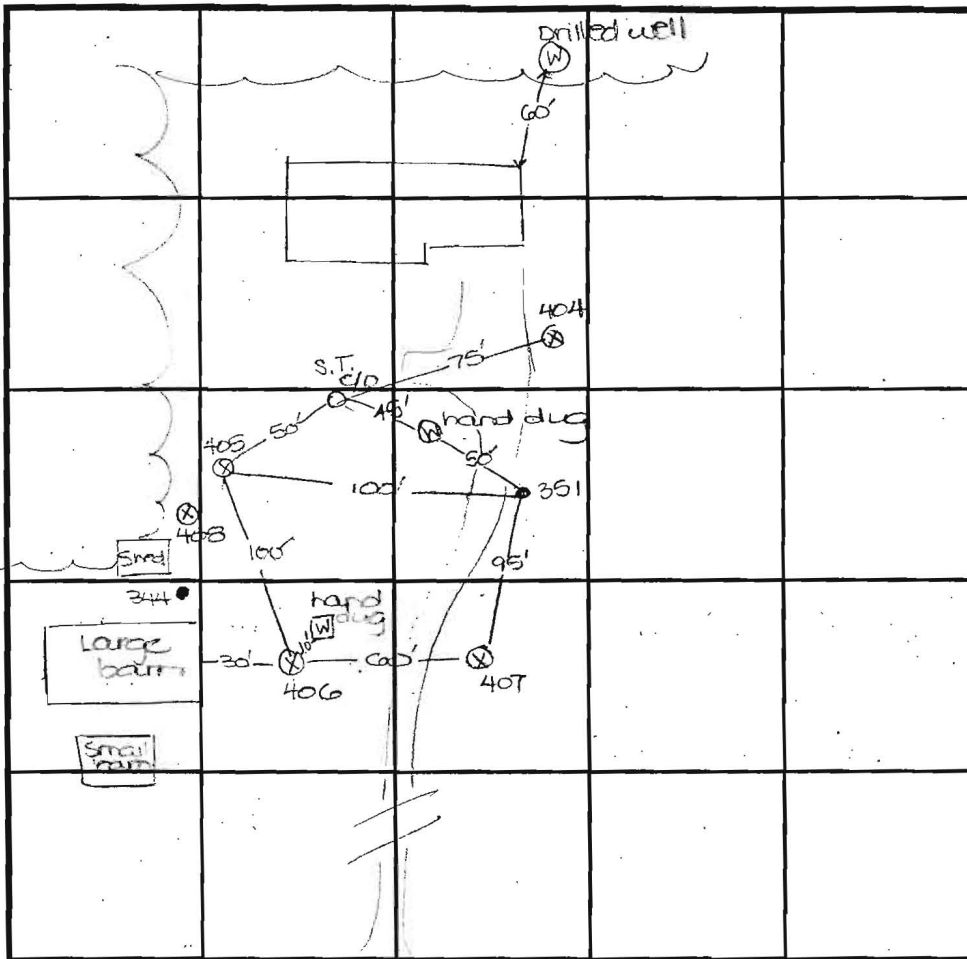 Drilled well
W
60'
404
X
75'
S.T.
c/o
45'
hand dug
W
50'
50'
405
X
100'
351
X
408
100'
95'
Shed
344
hand
dug
W
10'
Large
barn
30'
X
60'
X
406
407
Small
barn